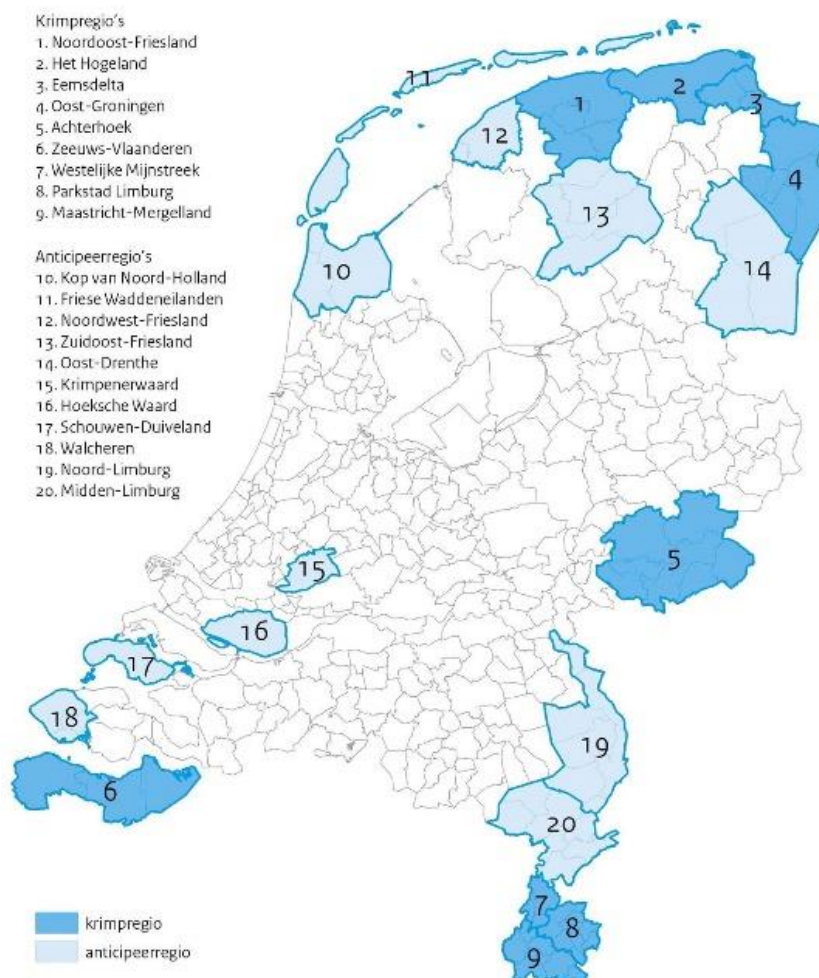 Krimpregio's
1. Noordoost-Friesland
2. Het Hogeland
3. Eemsdelta
4. Oost-Groningen
5. Achterhoek
6. Zeeuws-Vlaanderen
7. Westelijke Mijnstreek
8. Parkstad Limburg
9. Maastricht-Mergelland
Anticipeerregio's
10. Kop van Noord-Holland
11. Friese Waddeneilanden
12. Noordwest-Friesland
13. Zuidoost-Friesland
14. Oost-Drenthe
15. Krimpenerwaard
16. Hoeksche Waard
17. Schouwen-Duiveland
18. Walcheren
19. Noord-Limburg
20. Midden-Limburg
11
1
2
3
12
4
13
10
14
5
15
16
17
18
19
6
20
7
8
9
krimpregio
anticipeerregio